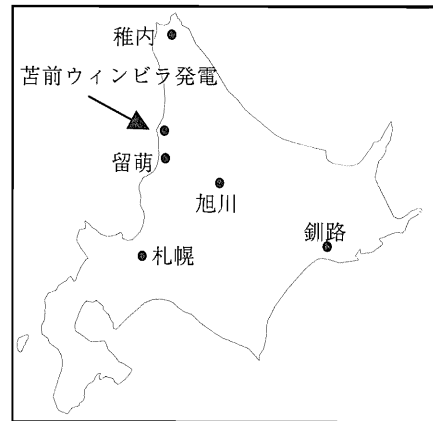 稚内
苫前ウィンビラ発電
留萌
旭川
釧路
札幌